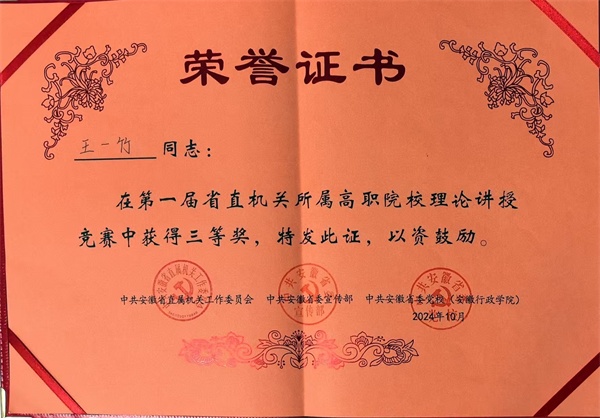 荣誉证书
王一竹 同志：
在第一届省直机关所属高职院校理论讲授
竞赛中获得三等奖，特发此证，以资鼓励。
中共安徽省直属机关工作委员会 中共安徽省委宣传部 中共安徽省委党校（安徽行政学院）
2024年10月